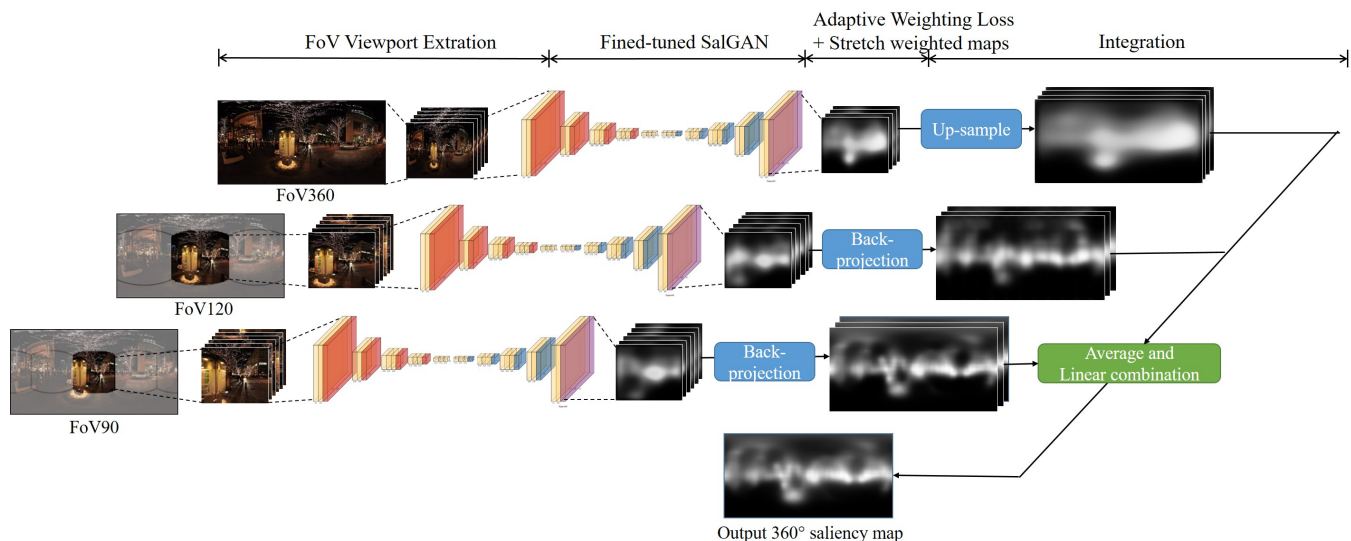 FoV Viewport Extration
Fined-tuned SalGAN
Adaptive Weighting Loss
+ Stretch weighted maps
Integration
Up-sample
FoV360
Back-
projection
FoV120
Back-
projection
Average and
Linear combination
FoV90
Output 360° saliency map